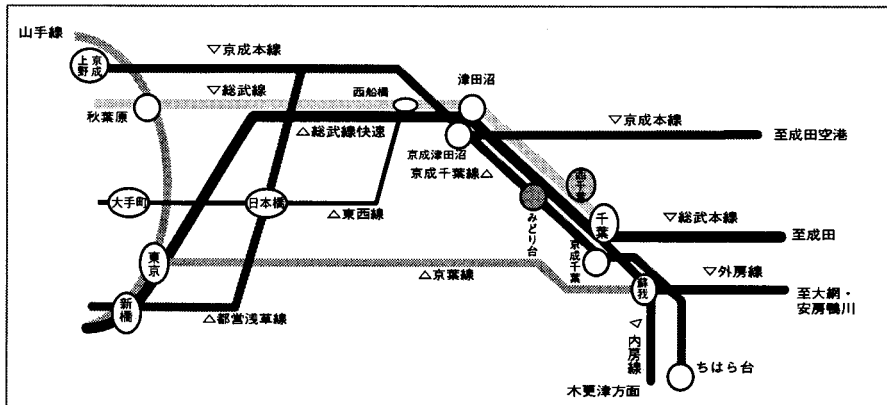 山手線
京成上野
▽京成本線
▽総武線
秋葉原
西船橋
津田沼
△総武線快速
▽京成本線
至成田空港
京成津田沼
京成千葉線△
西千葉
大手町
日本橋
△東西線
みどり台
千葉
▽総武本線
至成田
東京
京成千葉
△京葉線
▽外房線
蘇我
至大網・
安房鴨川
新橋
△都営浅草線
▽内房線
ちはら台
木更津方面